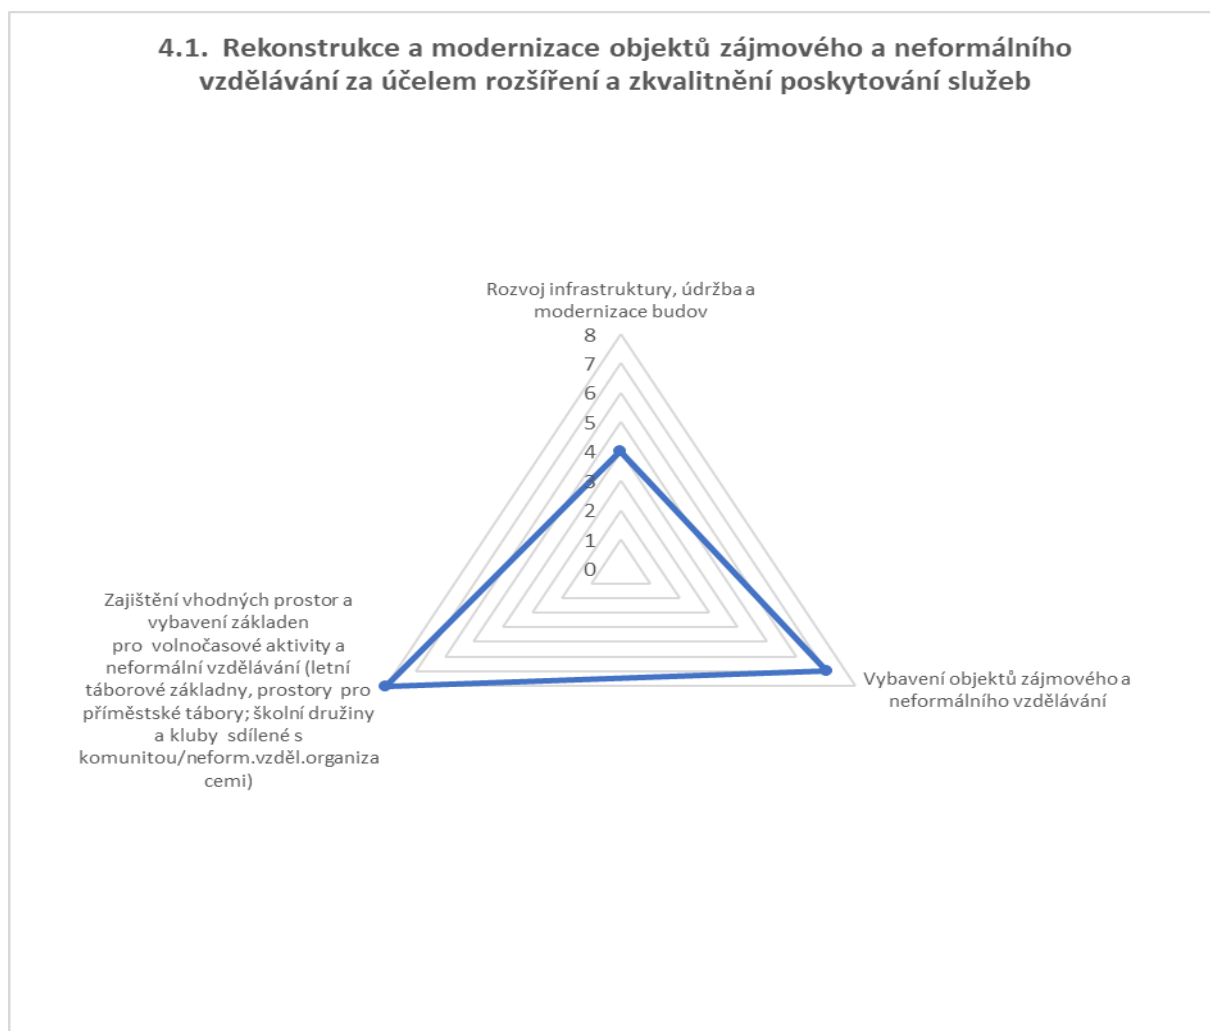 4.1. Rekonstrukce a modernizace objektů zájmového a neformálního
vzdělávání za účelem rozšíření a zkvalitnění poskytování služeb
Rozvoj infrastruktury, údržba a
modernizace budov
8
7
6
5
4
3
2
1
0
Zajištění vhodných prostor a
vybavení základen
pro volnočasové aktivity a
neformální vzdělávání (letní
táborové základny, prostory pro
příměstské tábory; školní družiny
a kluby sdílené s
komunitou/neform.vzděl.organiza
cemi)
Vybavení objektů zájmového a
neformálního vzdělávání